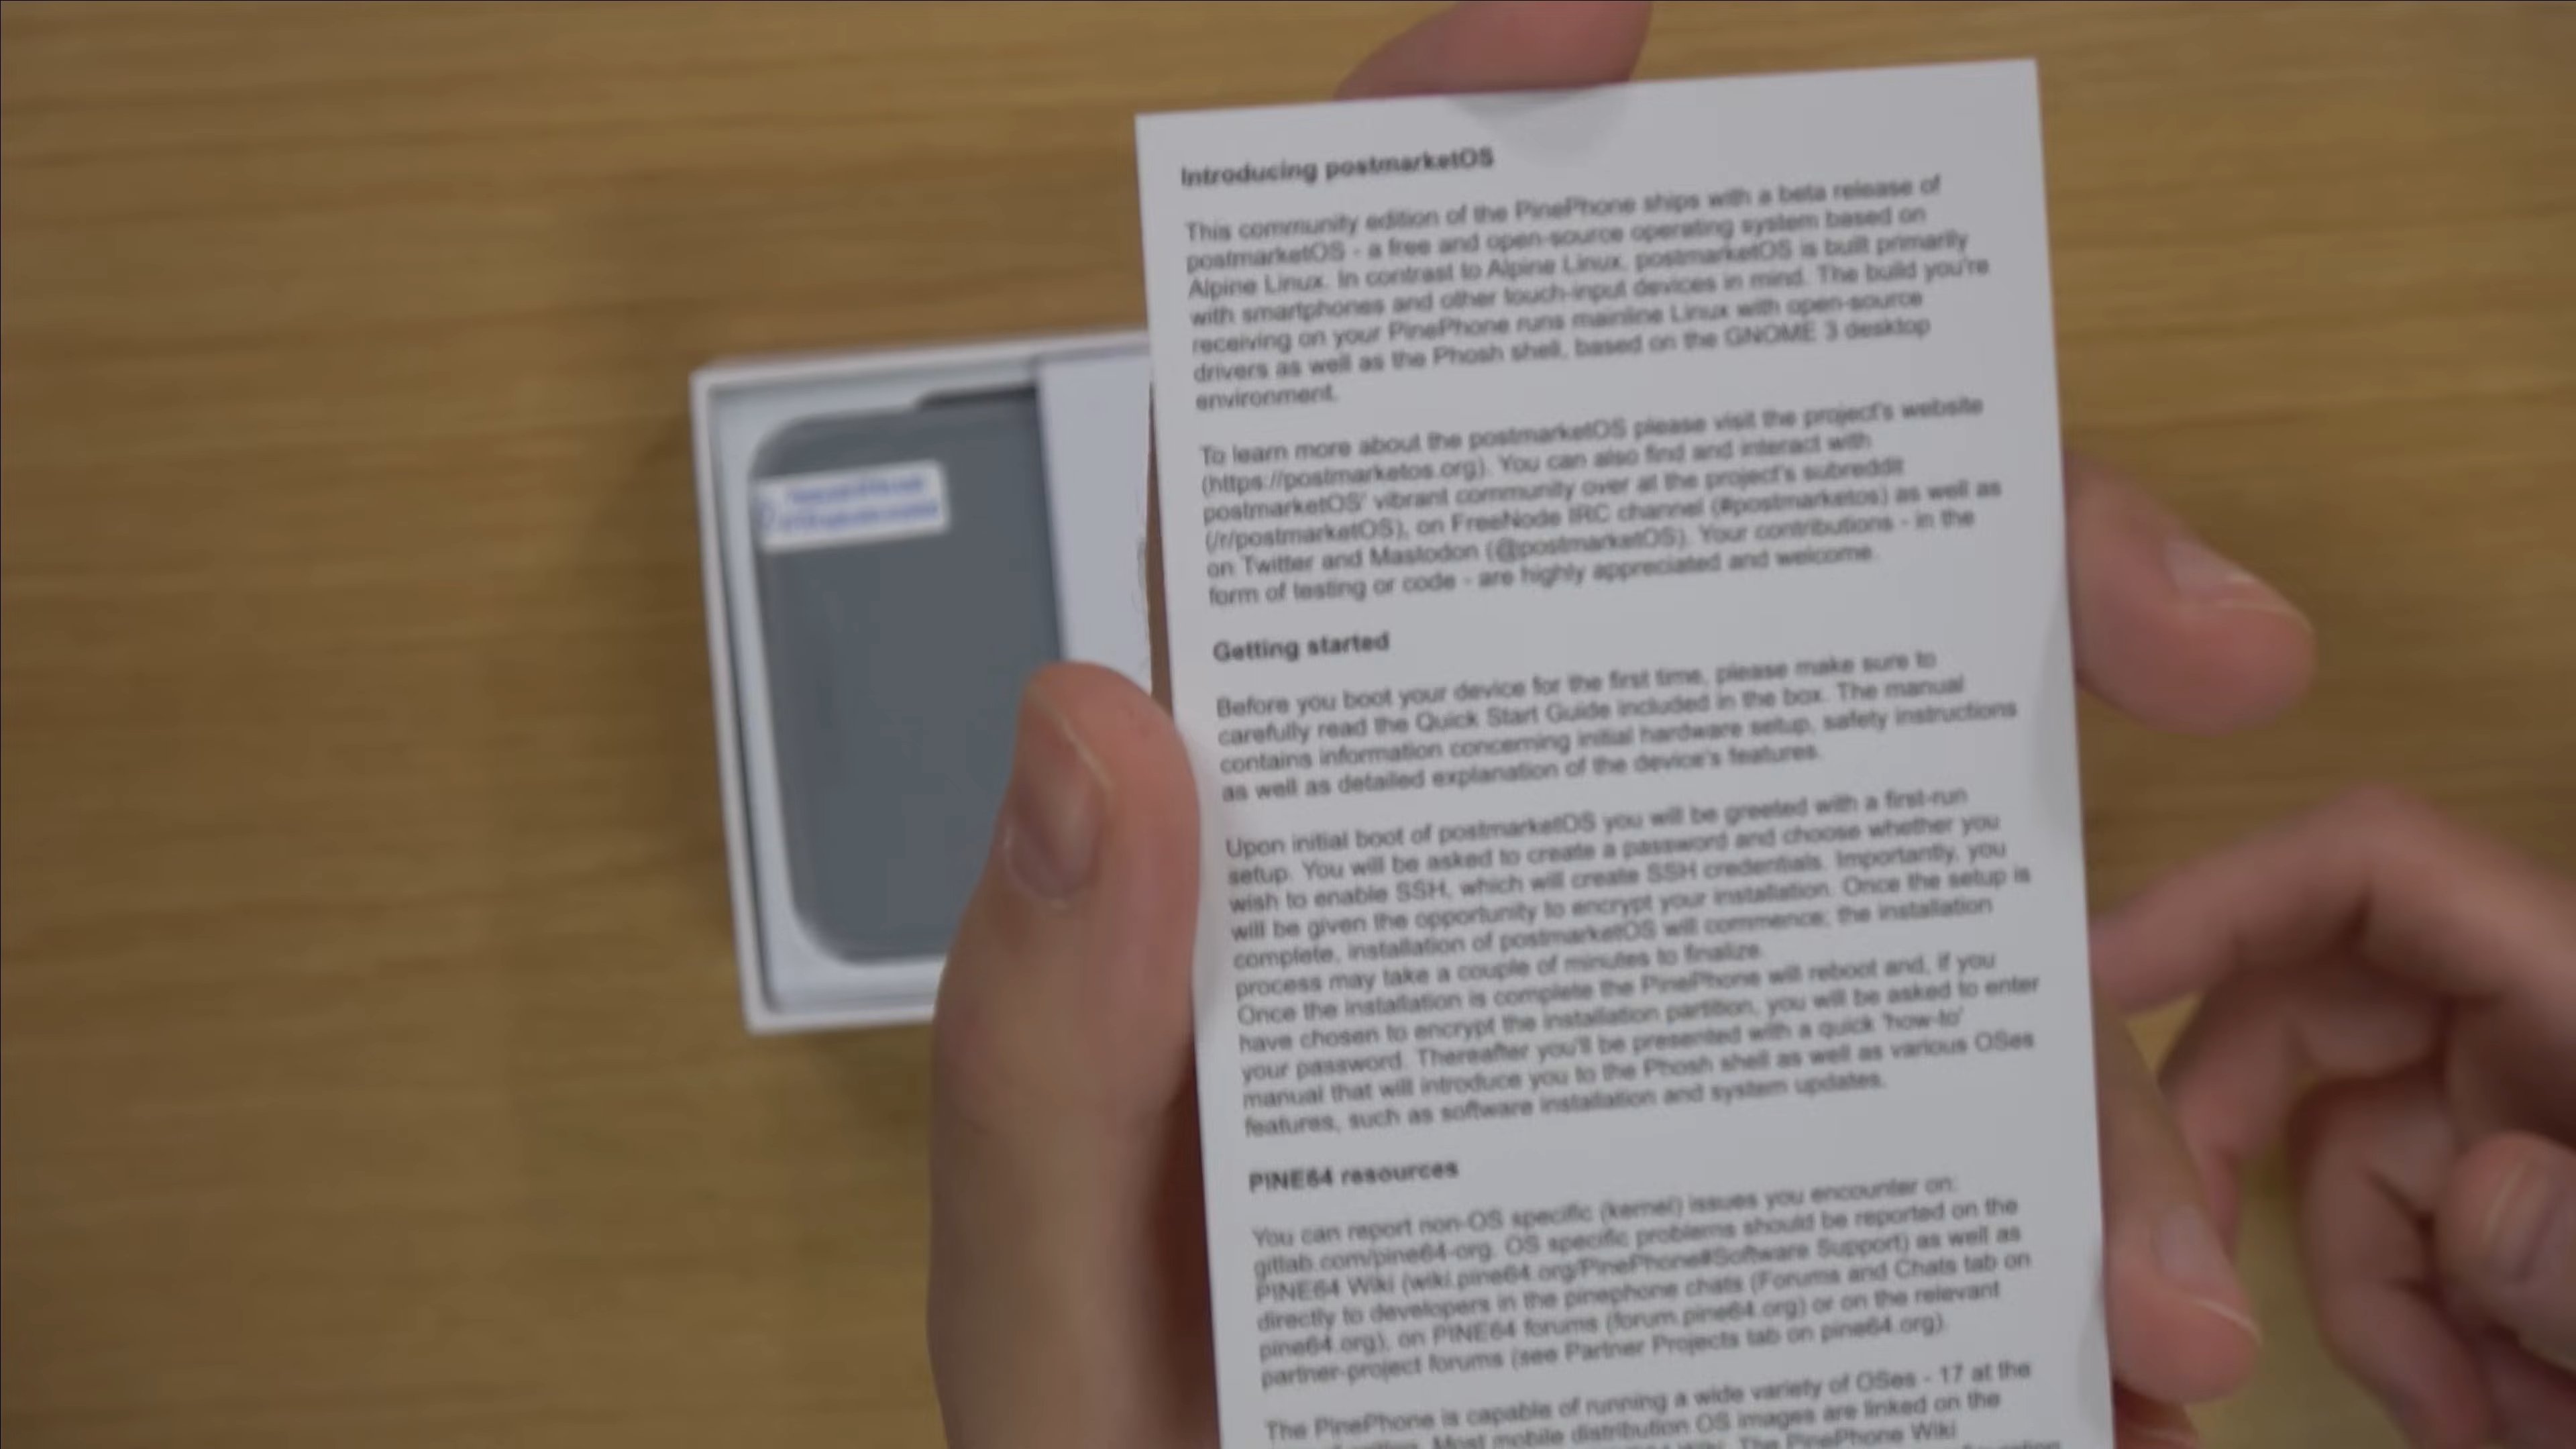 Introducing postmarketOS
This community edition of the PinePhone ships with a beta release of
postmarketOS - a free and open-source operating system based on
Alpine Linux. In contrast to Alpine Linux, postmarketOS is built primarily
with smartphones and other touch-input devices in mind. The build you're
receiving on your PinePhone runs mainline Linux with open-source
drivers as well as the Phosh shell, based on the GNOME 3 desktop
environment.
To learn more about the postmarketOS please visit the project's website
(https://postmarketos.org). You can also find and interact with
postmarketOS' vibrant community over at the project's subreddit
(/r/postmarketOS), on FreeNode IRC channel (#postmarketos) as well as
on Twitter and Mastodon (@postmarketOS). Your contributions - in the
form of testing or code - are highly appreciated and welcome.
Getting started
Before you boot your device for the first time, please make sure to
carefully read the Quick Start Guide included in the box. The manual
contains information concerning initial hardware setup, safety instructions
as well as detailed explanation of the device's features.
Upon initial boot of postmarketOS you will be greeted with a first-run
setup. You will be asked to create a password and choose whether you
wish to enable SSH, which will create SSH credentials. Importantly, you
will be given the opportunity to encrypt your installation. Once the setup is
complete, installation of postmarketOS will commence; the installation
process may take a couple of minutes to finalize.
Once the installation is complete the PinePhone will reboot and, if you
have chosen to encrypt the installation partition, you will be asked to enter
your password. Thereafter you'll be presented with a quick 'how-to'
manual that will introduce you to the Phosh shell as well as various OSes
features, such as software installation and system updates.
PINE64 resources
You can report non-OS specific (kernel) issues you encounter on:
gitlab.com/pine64-org. OS specific problems should be reported on the
PINE64 Wiki (wiki.pine64.org/PinePhone#Software Support) as well as
directly to developers in the pinephone chats (Forums and Chats tab on
pine64.org), on PINE64 forums (forum.pine64.org) or on the relevant
partner-project forums (see Partner Projects tab on pine64.org).
The PinePhone is capable of running a wide variety of OSes - 17 at the
Most mobile distribution OS images are linked on the
Wiki. The PinePhone Wiki